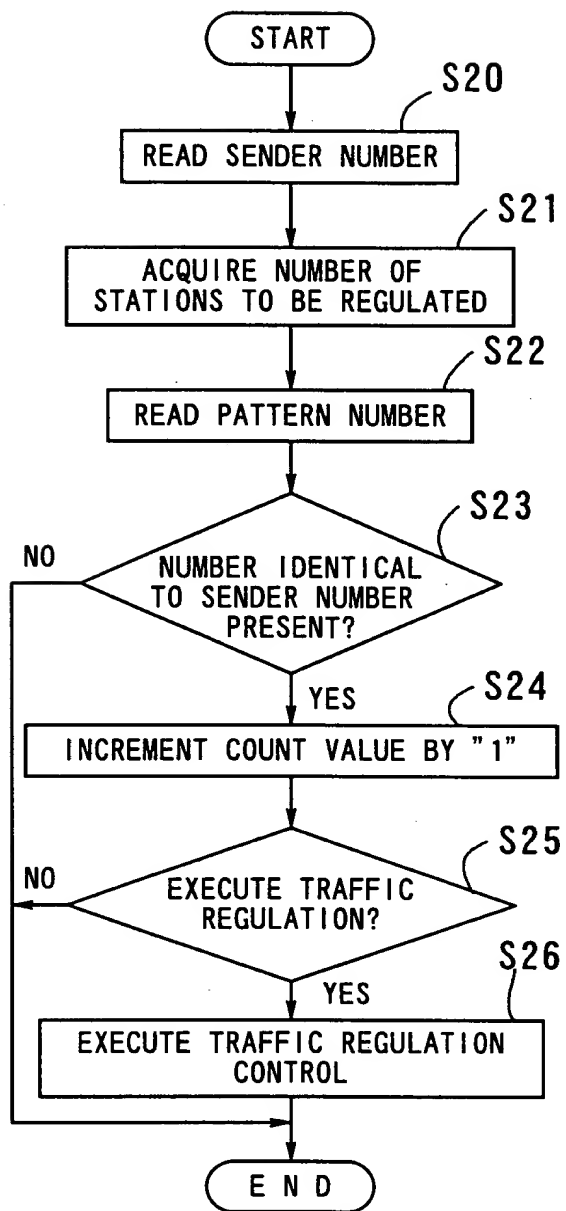 START
S20
READ SENDER NUMBER
S21
ACQUIRE NUMBER OF
STATIONS TO BE REGULATED
S22
READ PATTERN NUMBER
S23
NO
NUMBER IDENTICAL
TO SENDER NUMBER
PRESENT?
YES
S24
INCREMENT COUNT VALUE BY "1"
S25
NO
EXECUTE TRAFFIC
REGULATION?
YES
S26
EXECUTE TRAFFIC REGULATION
CONTROL
END